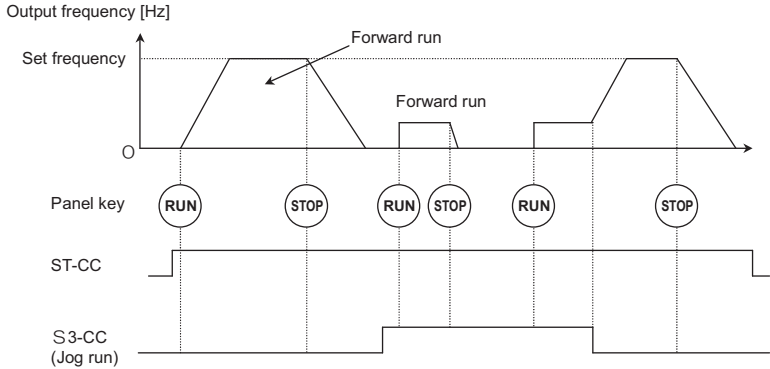 Output frequency [Hz]
Forward run
Set frequency
Forward run
O
Panel key
RUN
STOP
RUN
STOP
RUN
STOP
ST-CC
S3-CC
(Jog run)